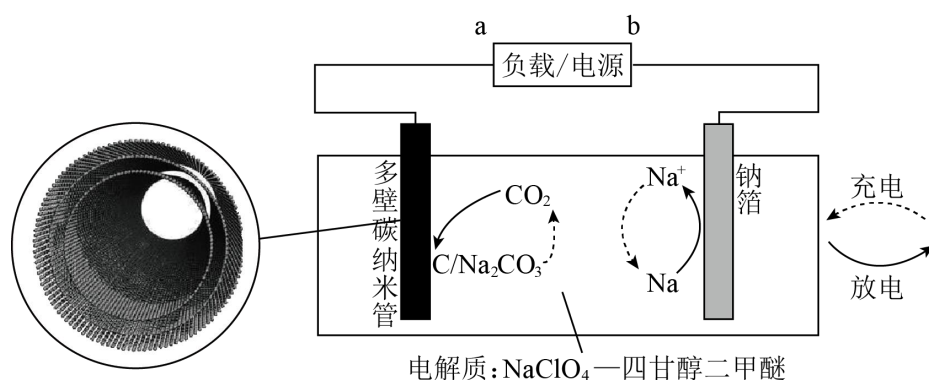 a
b
负载/电源
多壁碳纳米管
CO₂
C/Na₂CO₃
Na⁺
Na
钠箔
充电
放电
电解质:NaClO₄—四甘醇二甲醚